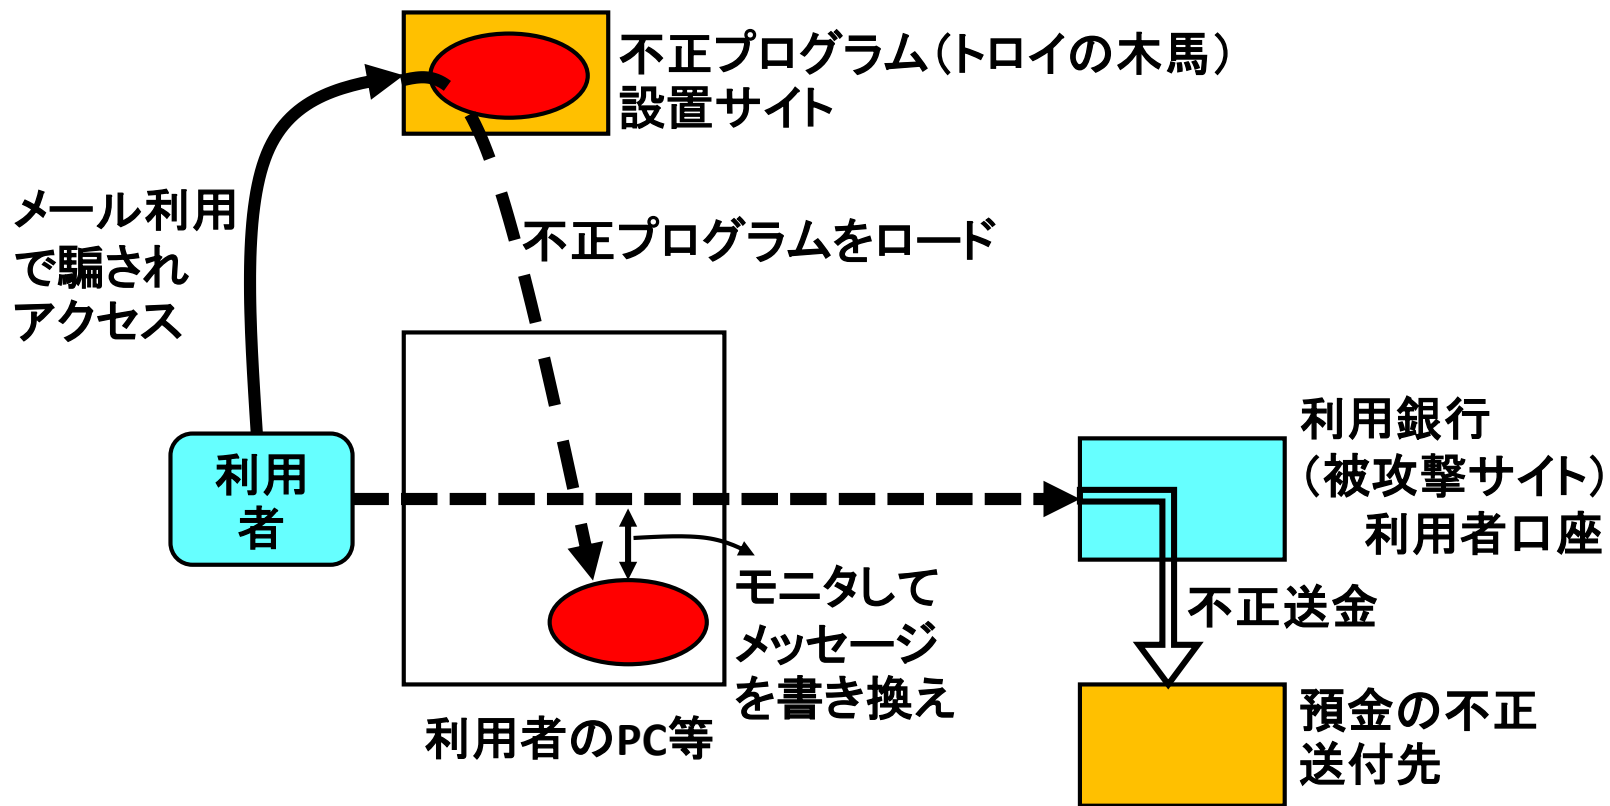 不正プログラム（トロイの木馬）
設置サイト
メール利用
で騙され
アクセス
不正プログラムをロード
利用
者
利用銀行
（被攻撃サイト）
利用者口座
モニタして
メッセージ
を書き換え
不正送金
利用者のPC等
預金の不正
送付先